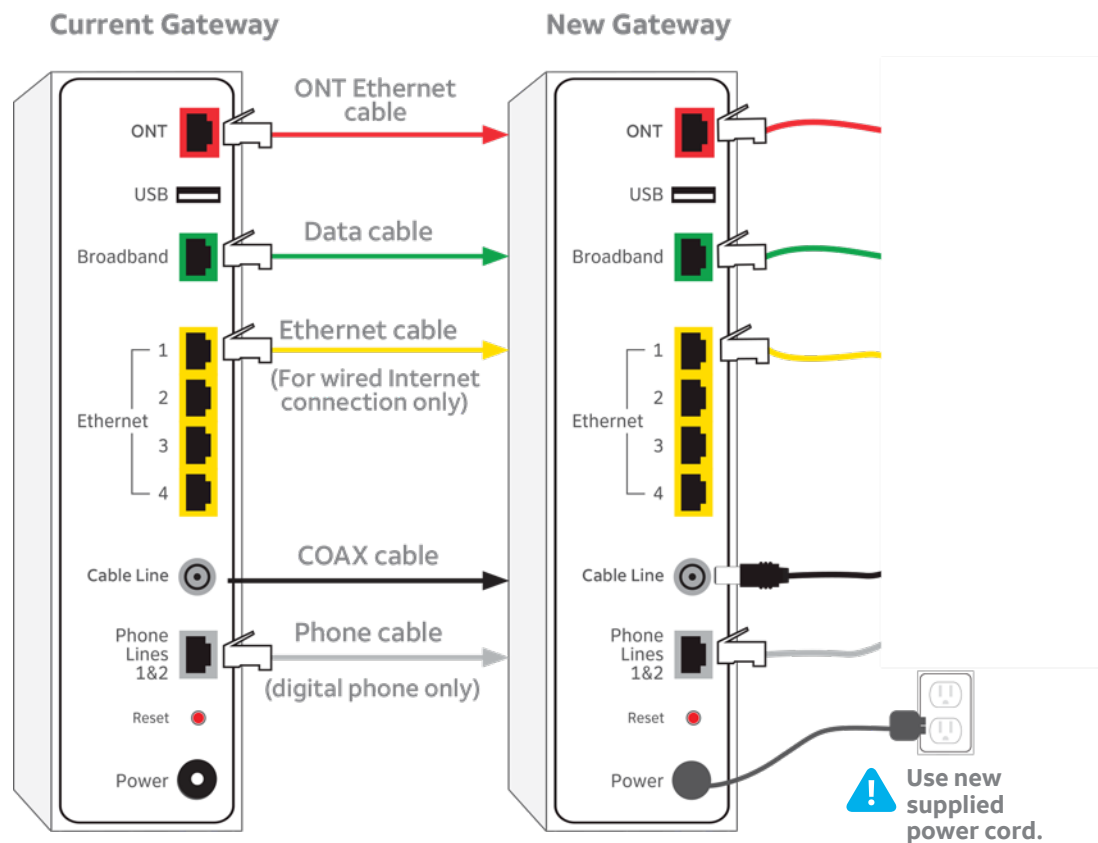 Current Gateway
New Gateway
ONT
USB
Broadband
Ethernet
1
2
3
4
Cable Line
Phone
Lines
1&2
Reset
Power
ONT Ethernet
cable
Data cable
Ethernet cable
(For wired Internet
connection only)
COAX cable
Phone cable
(digital phone only)
ONT
USB
Broadband
Ethernet
1
2
3
4
Cable Line
Phone
Lines
1&2
Reset
Power
!
Use new
supplied
power cord.